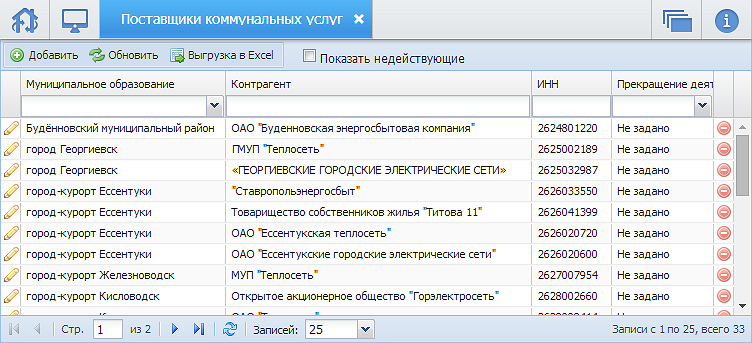 Поставщики коммунальных услуг
Добавить Обновить Выгрузка в Excel Показать недействующие
Муниципальное образование Контрагент ИНН Прекращение деят
Будённовский муниципальный район ОАО "Буденновская энергосбытовая компания" 2624801220 Не задано
город Георгиевск ГМУП "Теплосеть" 2625002189 Не задано
город Георгиевск «ГЕОРГИЕВСКИЕ ГОРОДСКИЕ ЭЛЕКТРИЧЕСКИЕ СЕТИ» 2625032987 Не задано
город-курорт Ессентуки "Ставропольэнергосбыт" 2626033550 Не задано
город-курорт Ессентуки Товарищество собственников жилья "Титова 11" 2626041399 Не задано
город-курорт Ессентуки ОАО "Ессентукская теплосеть" 2626020720 Не задано
город-курорт Ессентуки ОАО "Ессентукские городские электрические сети" 2626020600 Не задано
город-курорт Железноводск МУП "Теплосеть" 2627007954 Не задано
город-курорт Кисловодск Открытое акционерное общество "Горэлектросеть" 2628002660 Не задано
Стр. 1 из 2 Записей: 25 Записи с 1 по 25, всего 33